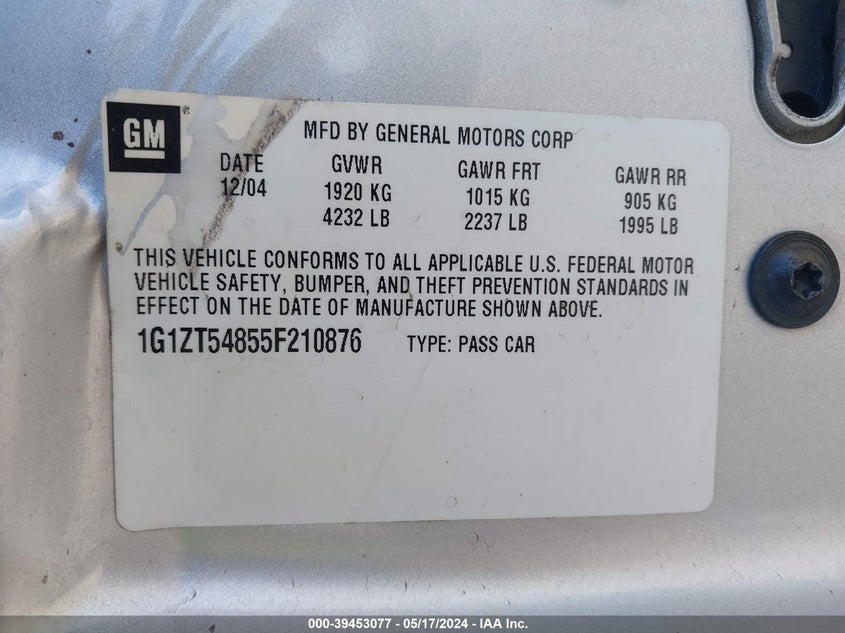 GM
®
MFD BY GENERAL MOTORS CORP
DATE GVWR GAWR FRT GAWR RR
12/04 1920 KG 1015 KG 905 KG
4232 LB 2237 LB 1995 LB
THIS VEHICLE CONFORMS TO ALL APPLICABLE U.S. FEDERAL MOTOR
VEHICLE SAFETY, BUMPER, AND THEFT PREVENTION STANDARDS IN
EFFECT ON THE DATE OF MANUFACTURE SHOWN ABOVE.
1G1ZT54855F210876 TYPE: PASS CAR
000-39453077 - 05/17/2024 - IAA Inc.